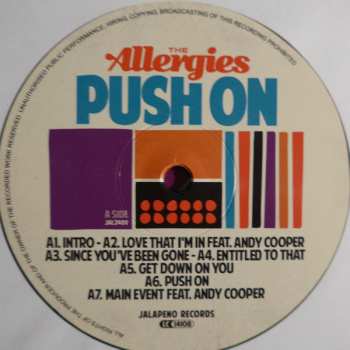 UNAUTHORISED PUBLIC PERFORMANCE, HIRING, COPYING, BROADCASTING OF THIS RECORDING PROHIBITED
THE
Allergies
PUSH ON
A SIDE
JAL249V
A1. INTRO - A2. LOVE THAT I'M IN FEAT. ANDY COOPER
A3. SINCE YOU'VE BEEN GONE - A4. ENTITLED TO THAT
A5. GET DOWN ON YOU
A6. PUSH ON
A7. MAIN EVENT FEAT. ANDY COOPER
JALAPENO RECORDS
LC 14108
ALL RIGHTS OF THE PRODUCER AND OF THE OWNER OF THE RECORDED WORK RESERVED.